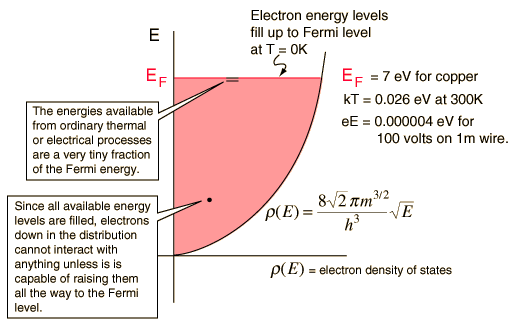 Electron energy levels
fill up to Fermi level
at T = 0K
E
E_F
E_F = 7 eV for copper
kT = 0.026 eV at 300K
eE = 0.000004 eV for
100 volts on 1m wire.
The energies available
from ordinary thermal
or electrical processes
are a very tiny fraction
of the Fermi energy.
Since all available energy
levels are filled, electrons
down in the distribution
cannot interact with
anything unless is is
capable of raising them
all the way to the Fermi
level.
ρ(E) = 8√2 πm^3/2 / h^3 √E
ρ(E) = electron density of states